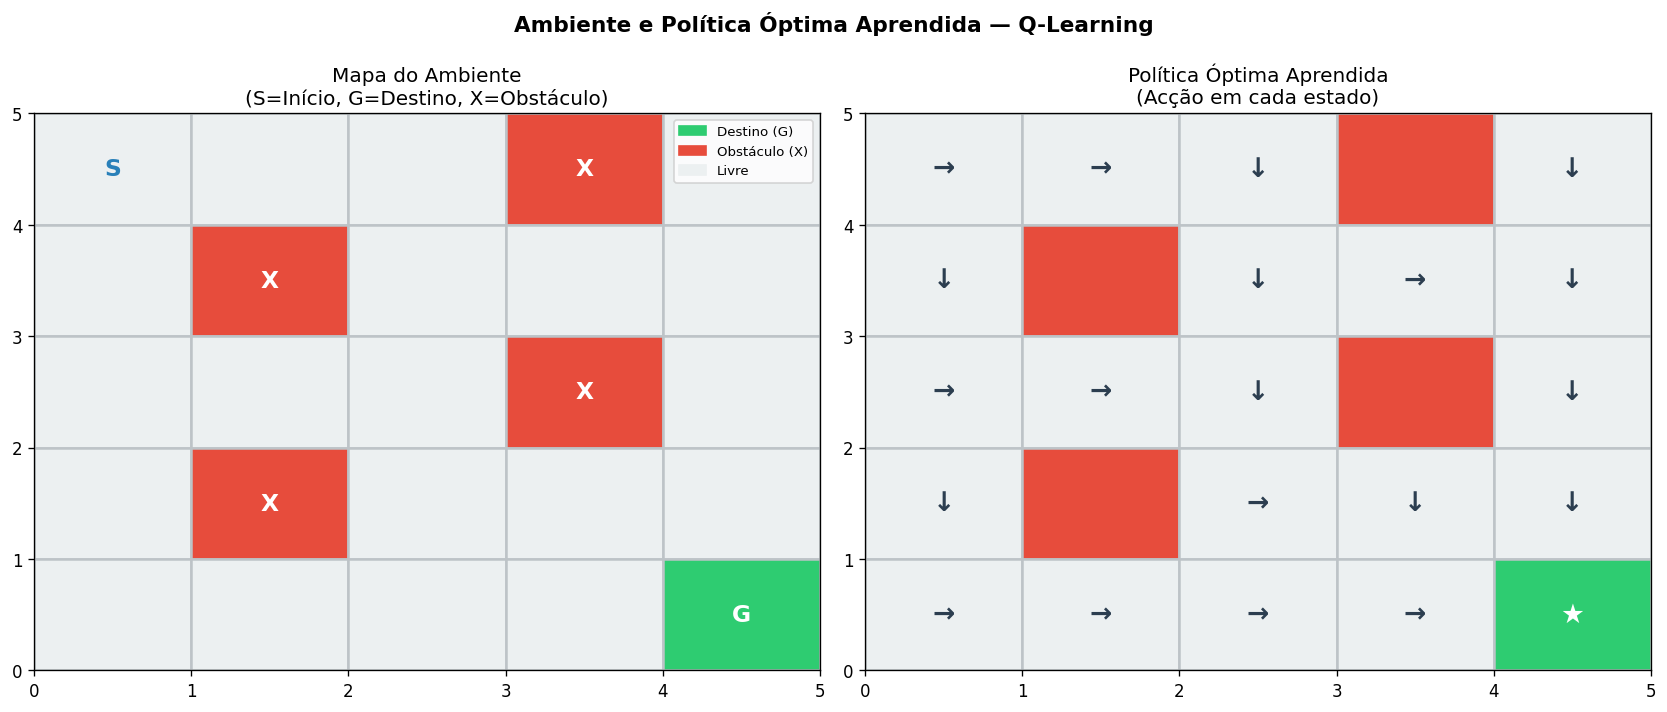 Ambiente e Política Óptima Aprendida — Q-Learning
Mapa do Ambiente
(S=Início, G=Destino, X=Obstáculo)
5
4
3
2
1
0
0 1 2 3 4 5
S X
X
X
X
G
Destino (G)
Obstáculo (X)
Livre
Política Óptima Aprendida
(Acção em cada estado)
5
4
3
2
1
0
→ → ↓ ↓
↓ ↓ → ↓
→ → ↓ ↓
↓ → ↓ ↓
→ → → → ★
0 1 2 3 4 5